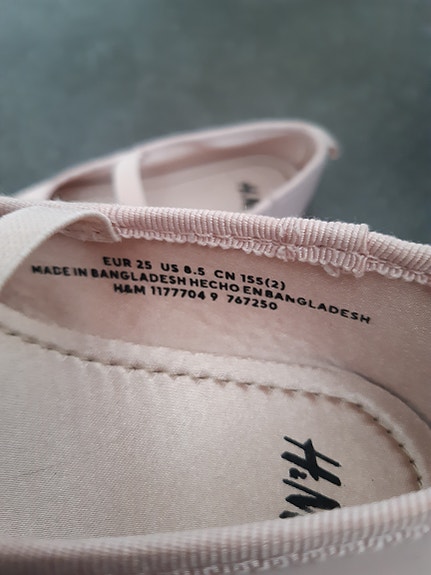 H&M
EUR 25 US 8.5 CN 155(2)
MADE IN BANGLADESH HECHO EN BANGLADESH
H&M 1177704 9 767250
H&M